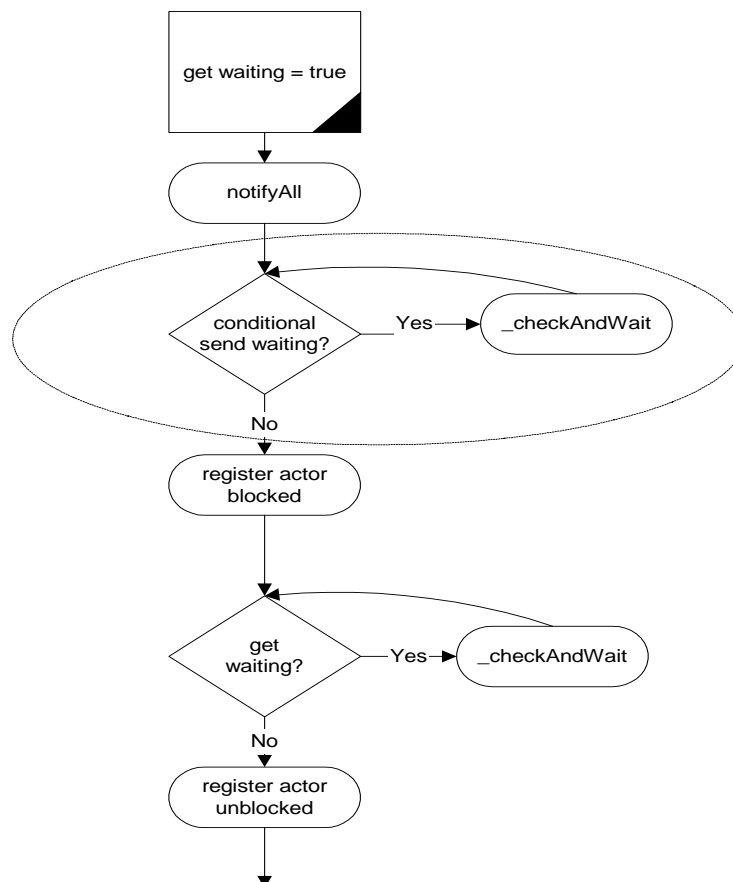 get waiting = true
notifyAll
conditional
send waiting?
Yes
_checkAndWait
No
register actor
blocked
get
waiting?
Yes
_checkAndWait
No
register actor
unblocked